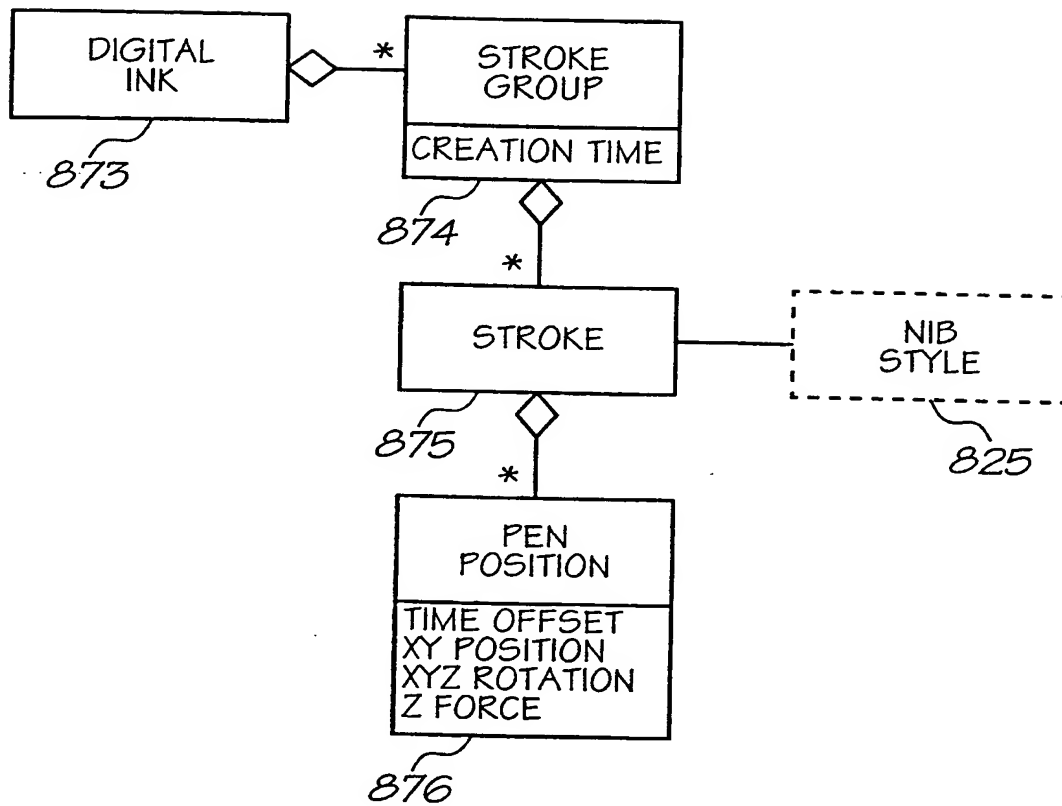 DIGITAL
INK
*
STROKE
GROUP
CREATION TIME
873
874
*
STROKE
NIB
STYLE
875
825
*
PEN
POSITION
TIME OFFSET
XY POSITION
XYZ ROTATION
Z FORCE
876